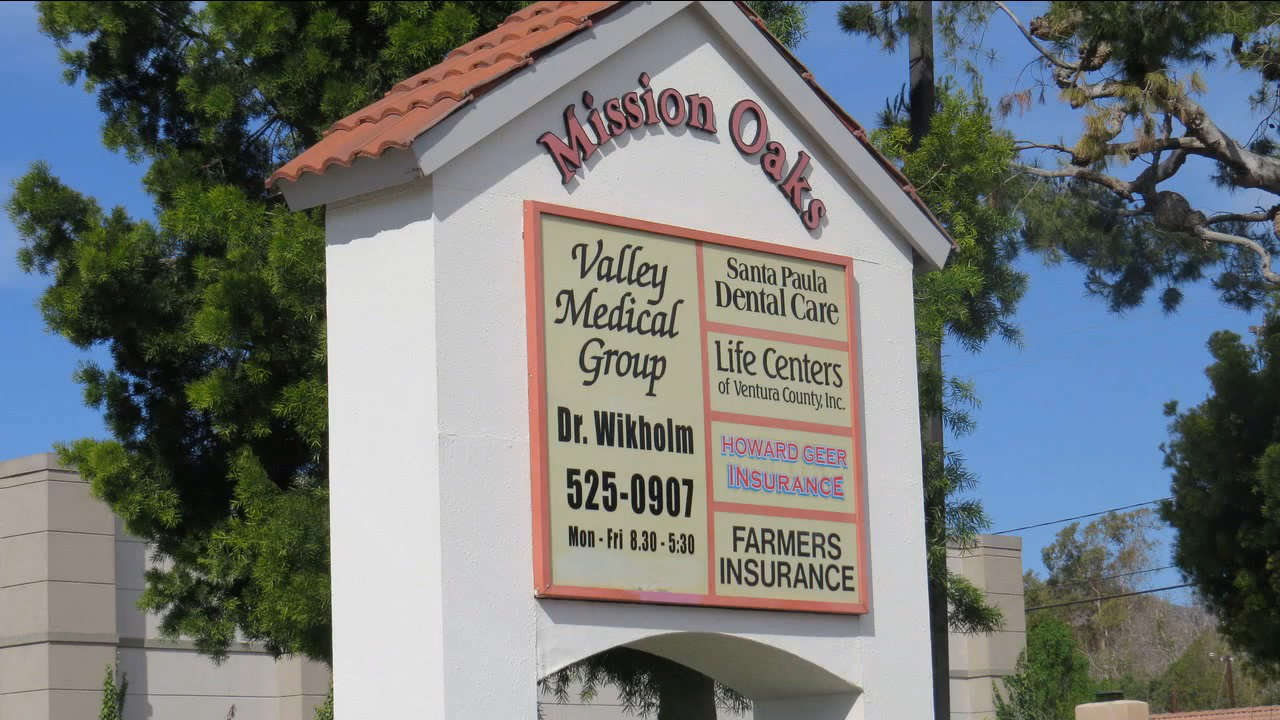 Mission Oaks
Valley
Medical
Group
Dr. Wikholm
525-0907
Mon - Fri 8.30 - 5:30
Santa Paula
Dental Care
Life Centers
of Ventura County, Inc.
HOWARD GEER
INSURANCE
FARMERS
INSURANCE